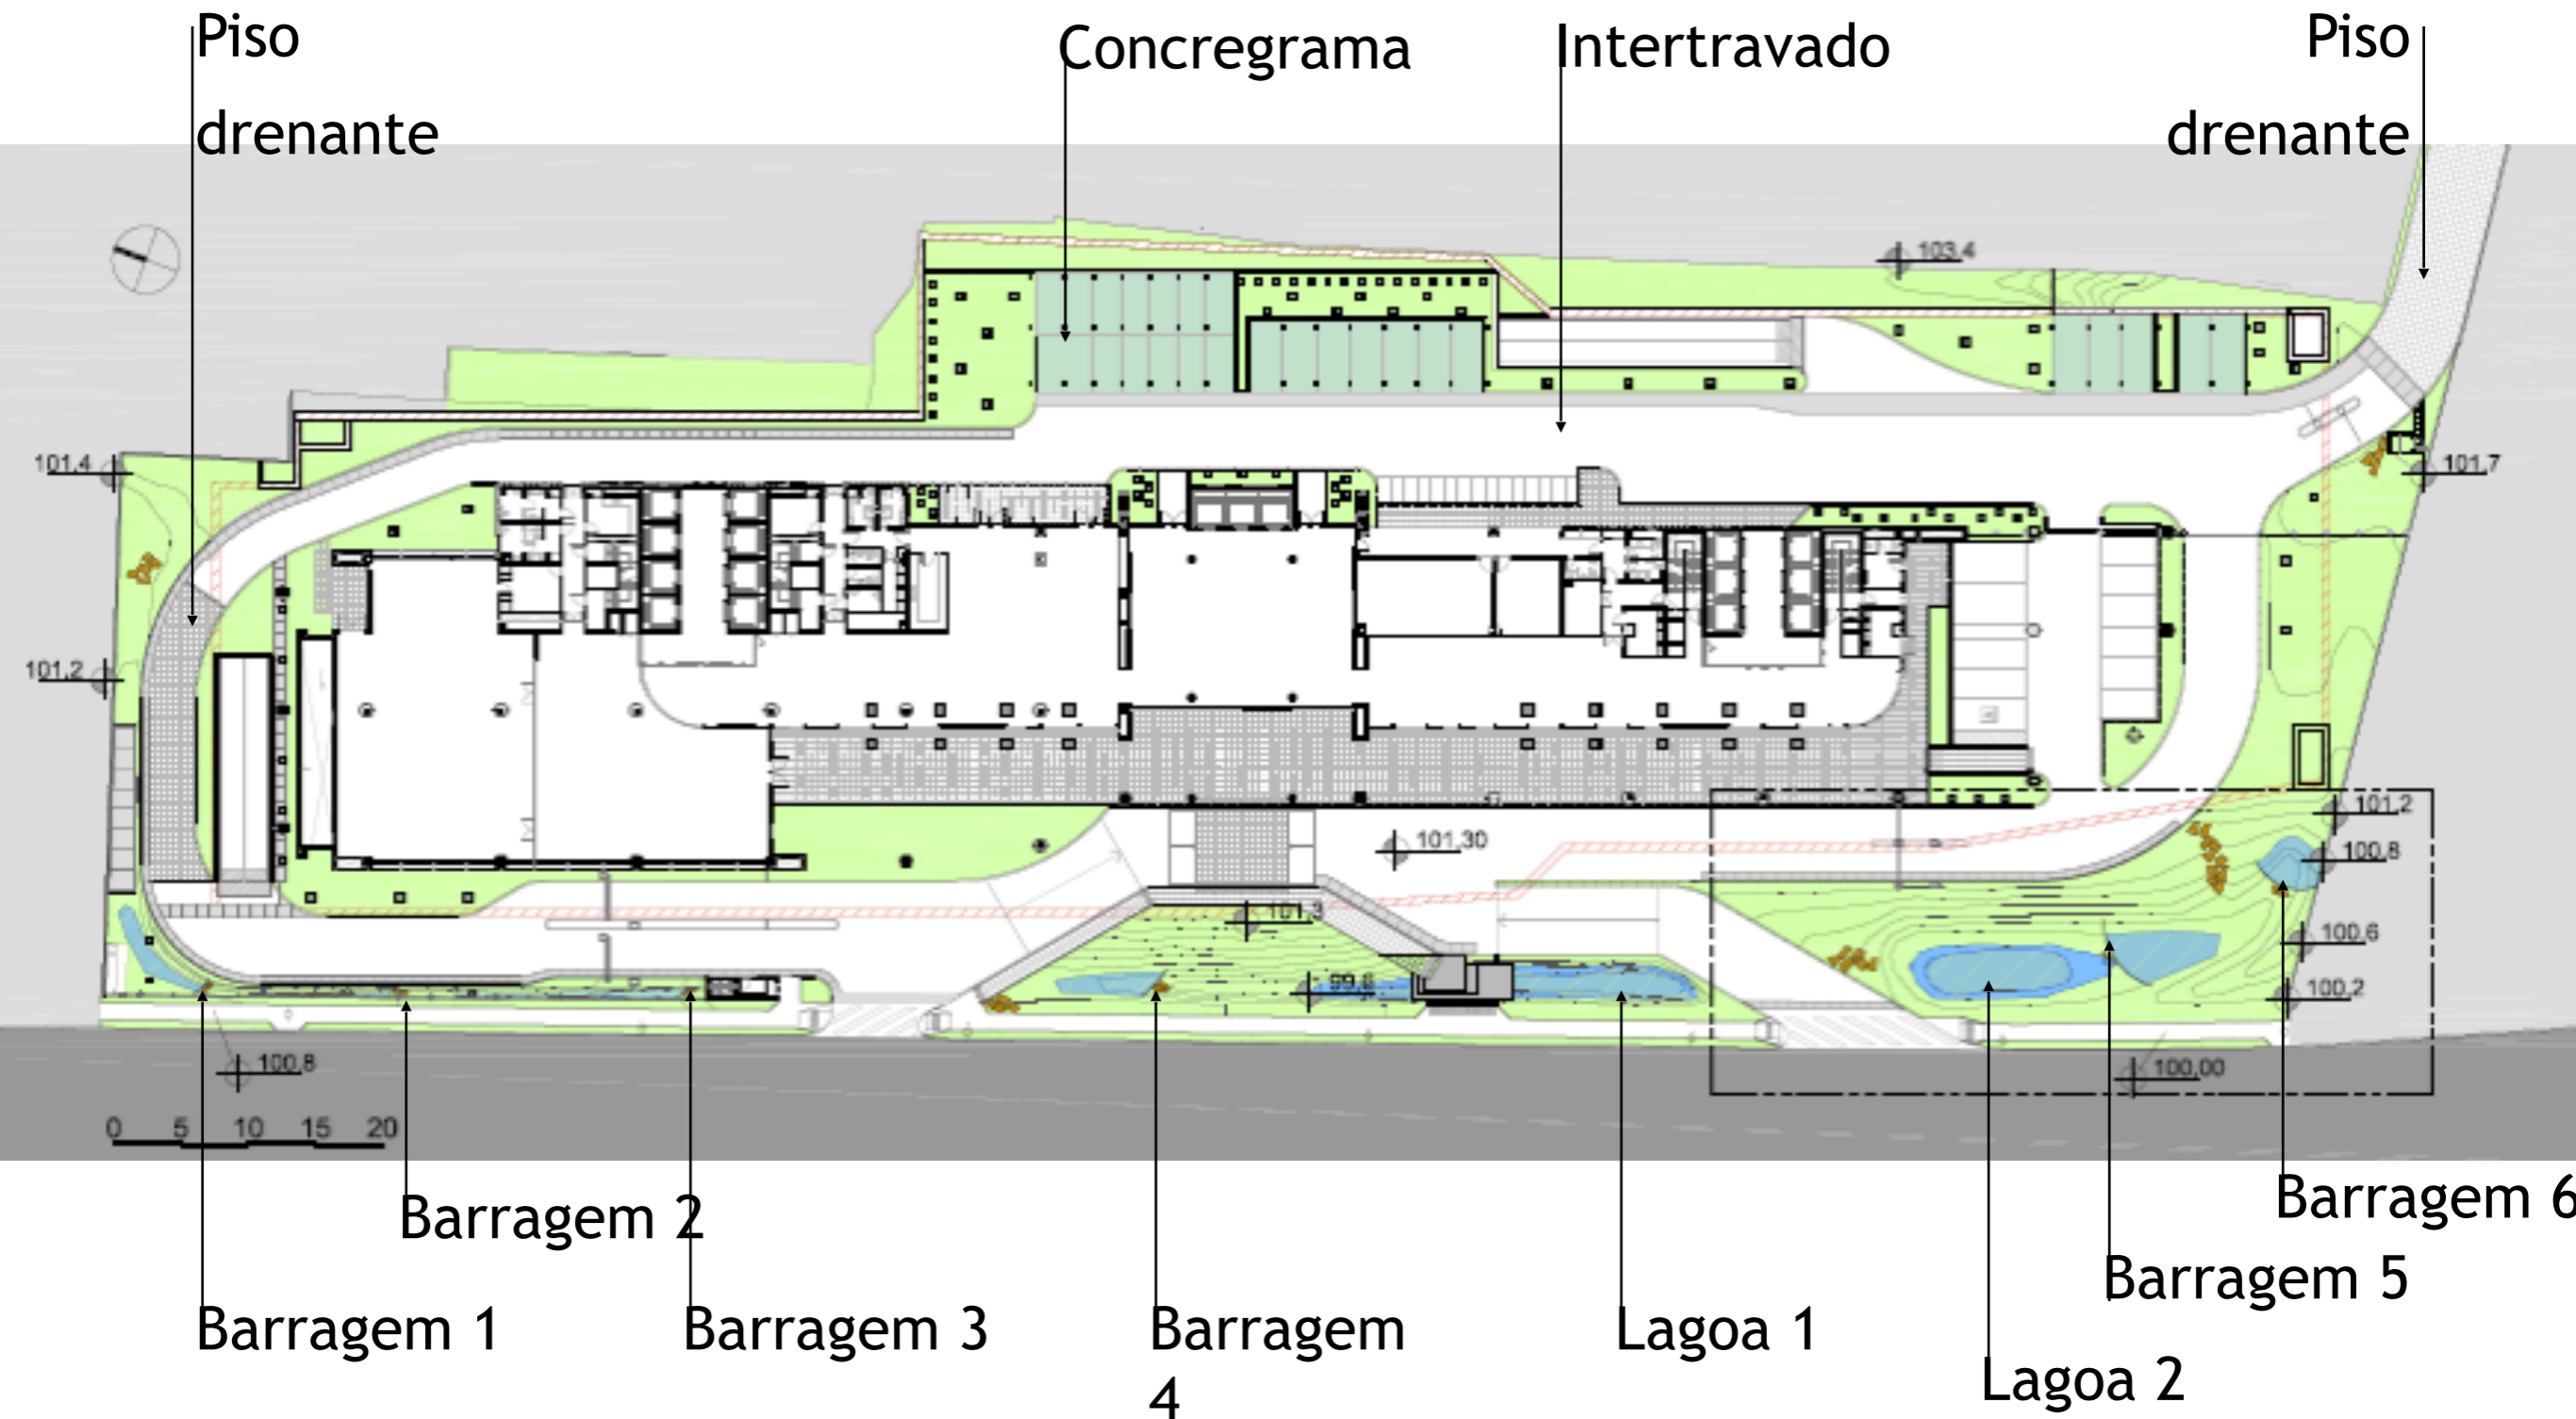 Piso
drenante
Concregrama
Intertravado
Piso
drenante
103,4
101,4
101,7
101,2
101,2
101,30
100,8
101,3
100,6
99,6
100,2
100,8
100,00
0 5 10 15 20
Barragem 6
Barragem 2
Barragem 5
Barragem 1
Barragem 3
Barragem
4
Lagoa 1
Lagoa 2